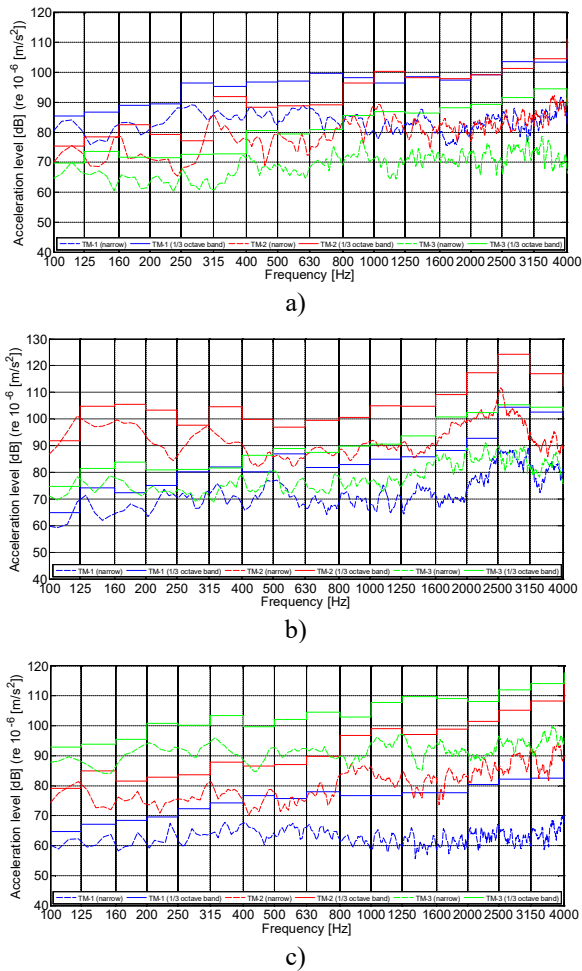 Acceleration level [dB] (re 10 -6 [m/s2])
120
110
100
90
80
70
60
50
40
TM-1 (narrow) TM-1 (1/3 octave band) TM-2 (narrow) TM-2 (1/3 octave band) TM-3 (narrow) TM-3 (1/3 octave band)
100 125 160 200 250 315 400 500 630 800 1000 1250 1600 2000 2500 3150 4000
Frequency [Hz]
a)
Acceleration level [dB] (re 10 -6 [m/s2])
130
120
110
100
90
80
70
60
50
40
TM-1 (narrow) TM-1 (1/3 octave band) TM-2 (narrow) TM-2 (1/3 octave band) TM-3 (narrow) TM-3 (1/3 octave band)
100 125 160 200 250 315 400 500 630 800 1000 1250 1600 2000 2500 3150 4000
Frequency [Hz]
b)
Acceleration level [dB] (re 10 -6 [m/s2])
120
110
100
90
80
70
60
50
40
TM-1 (narrow) TM-1 (1/3 octave band) TM-2 (narrow) TM-2 (1/3 octave band) TM-3 (narrow) TM-3 (1/3 octave band)
100 125 160 200 250 315 400 500 630 800 1000 1250 1600 2000 2500 3150 4000
Frequency [Hz]
c)